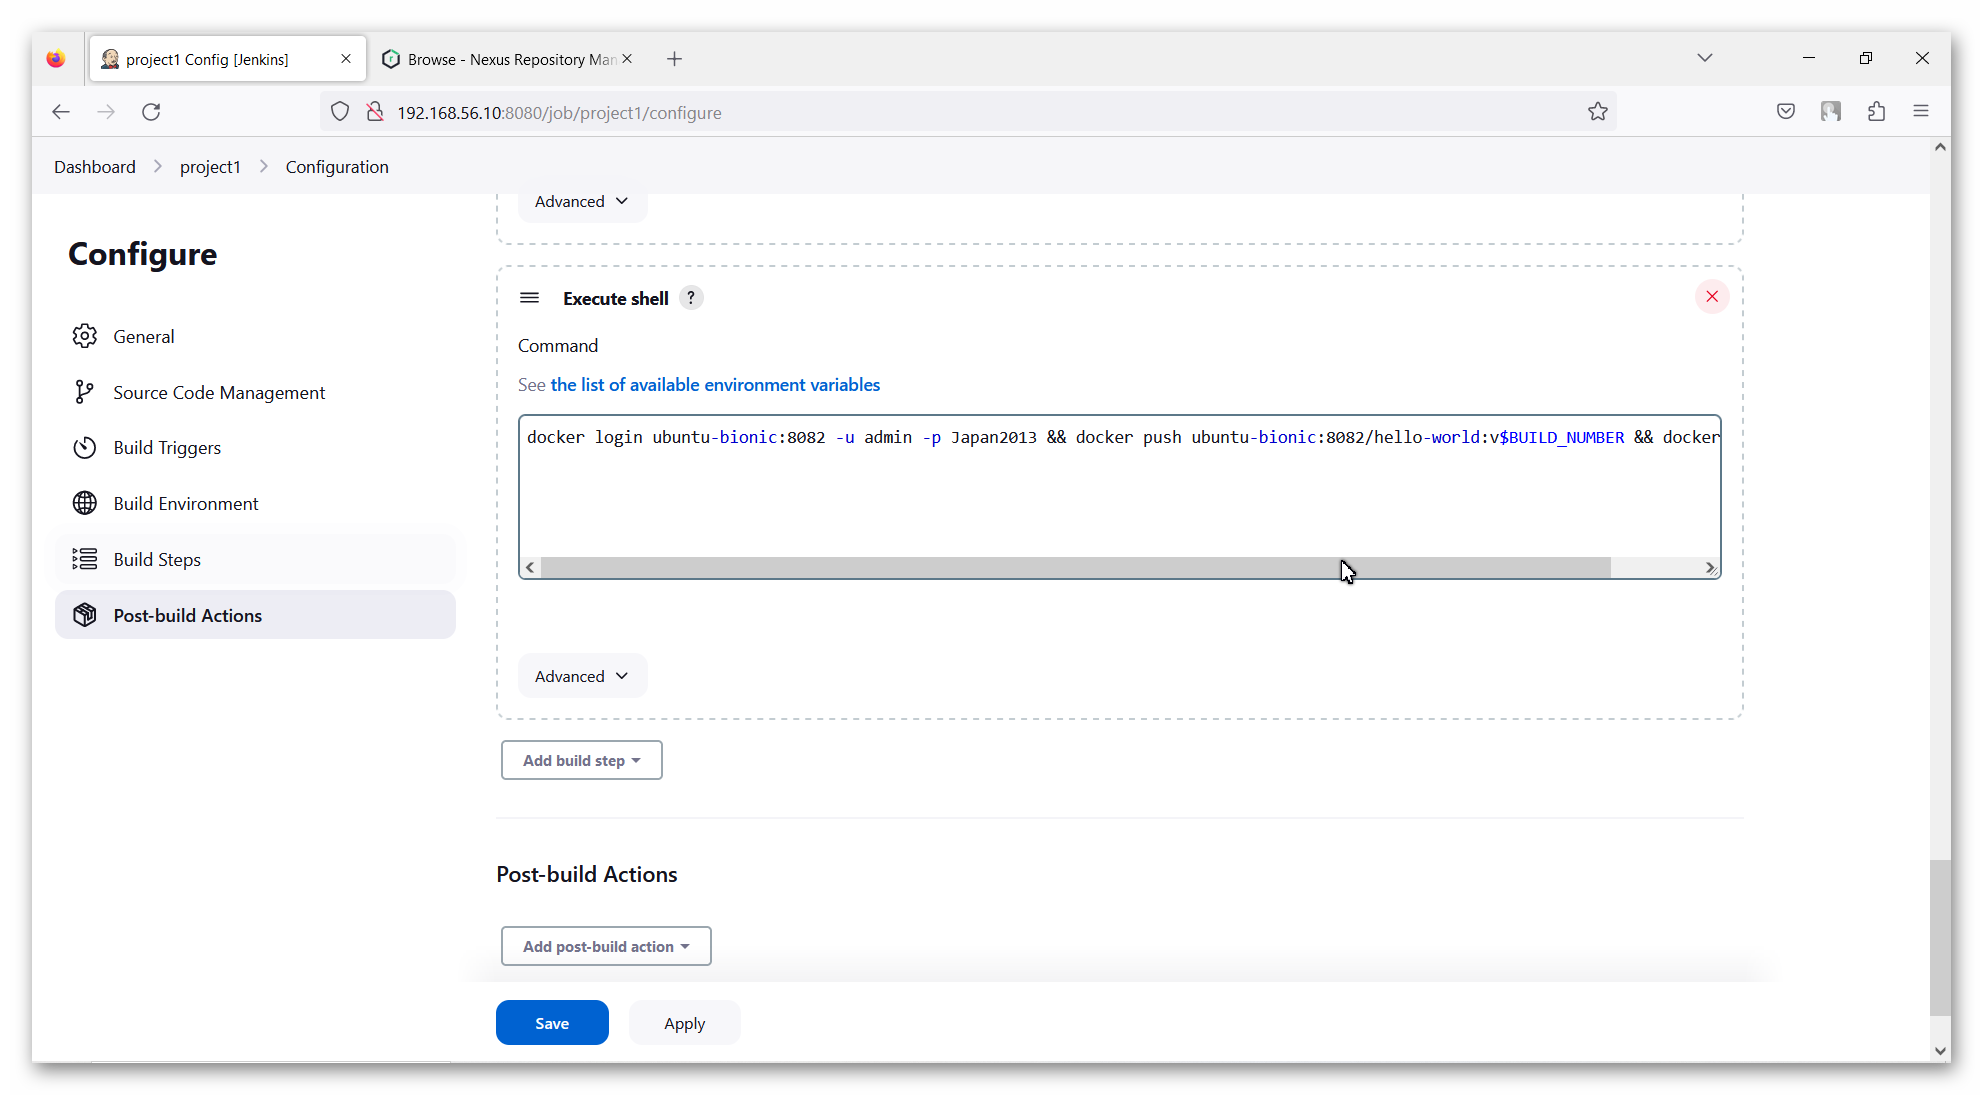 project1 Config [Jenkins]
Browse - Nexus Repository Man
192.168.56.10:8080/job/project1/configure
Dashboard
project1
Configuration
Advanced
Configure
General
Source Code Management
Build Triggers
Build Environment
Build Steps
Post-build Actions
Execute shell ?
Command
See the list of available environment variables
docker login ubuntu-bionic:8082 -u admin -p Japan2013 && docker push ubuntu-bionic:8082/hello-world:v$BUILD_NUMBER && docker
Advanced
Add build step
Post-build Actions
Add post-build action
Save
Apply